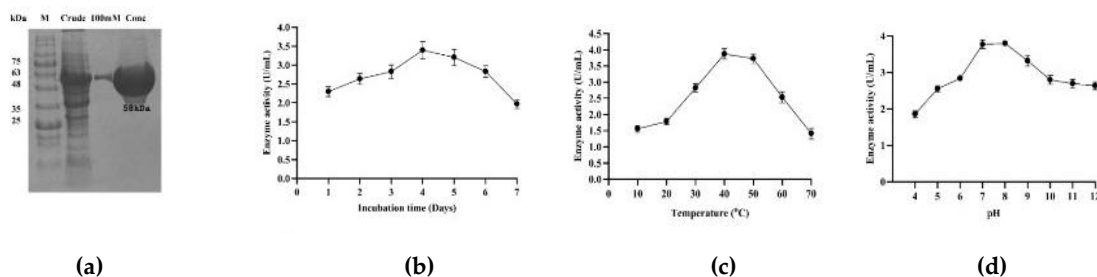 kDa M Crude 100mM Conc
75
63
48
35
25
58kDa
Enzyme activity (U/mL)
4.0
3.5
3.0
2.5
2.0
1.5
1.0
0.5
0.0
1 2 3 4 5 6 7
Incubation time (Days)
Enzyme activity (U/mL)
4.5
4.0
3.5
3.0
2.5
2.0
1.5
1.0
0.5
0.0
10 20 30 40 50 60 70
Temperature (⁰C)
Enzyme activity (U/mL)
4
3
2
1
0
4 5 6 7 8 9 10 11 12
pH
(a) (b) (c) (d)